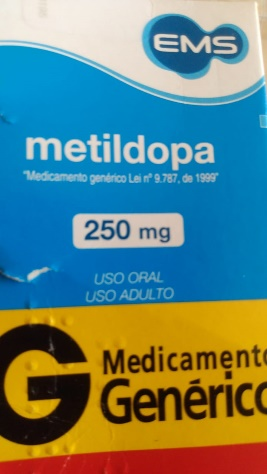 EMS
metildopa
"Medicamento genérico Lei nº 9.787, de 1999"
250 mg
USO ORAL
USO ADULTO
G
Medicamento
Genérico